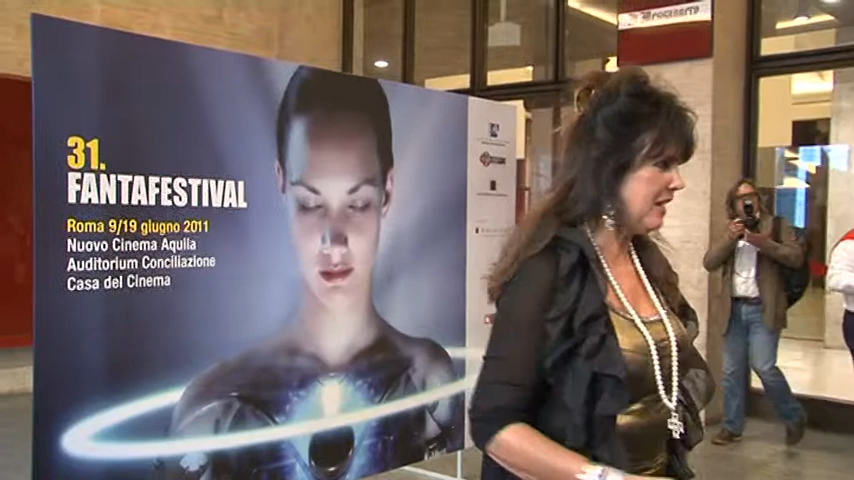 31.
FANTAFESTIVAL
Roma 9/19 giugno 2011
Nuovo Cinema Aquila
Auditorium Conciliazione
Casa del Cinema